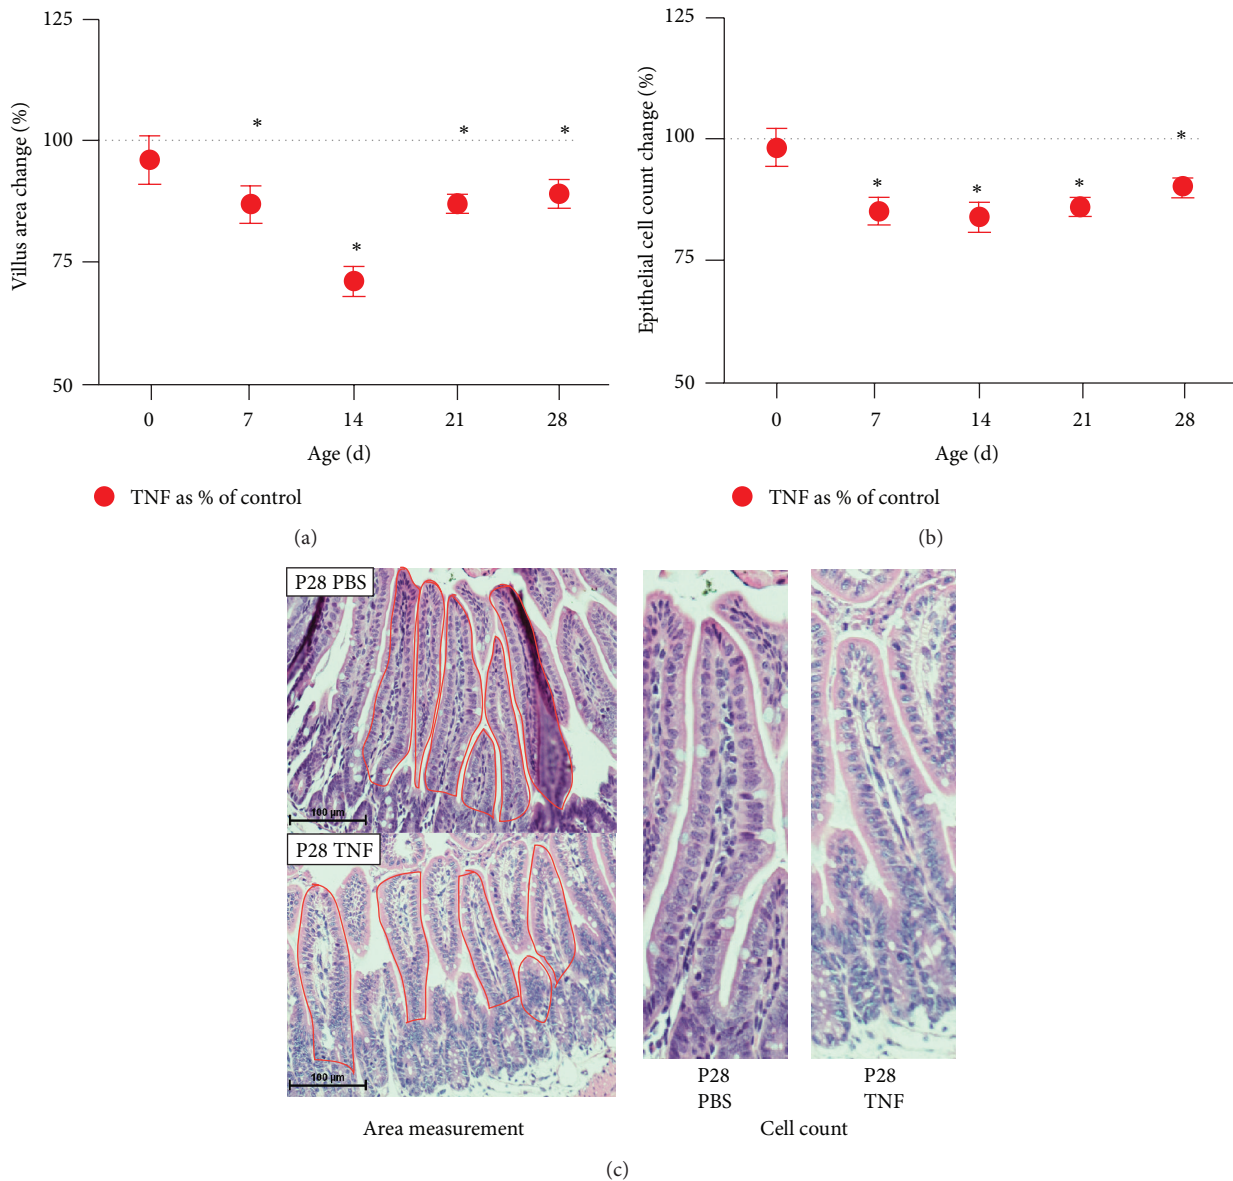 125
100
75
50
Villus area change (%)
*
*
*
*
0 7 14 21 28
Age (d)
TNF as % of control
(a)
125
100
75
50
Epithelial cell count change (%)
*
*
*
*
0 7 14 21 28
Age (d)
TNF as % of control
(b)
P28 PBS
100 µm
P28 TNF
100 µm
Area measurement
P28
PBS
P28
TNF
Cell count
(c)